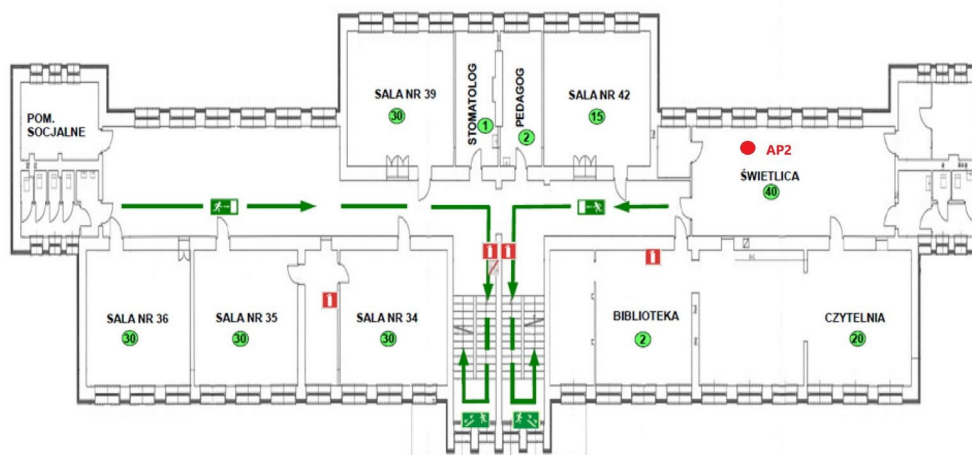 SALA NR 39
30
STOMATOLOG
1
PEDAGOG
2
SALA NR 42
15
POM.
SOCJALNE
AP2
ŚWIETLICA
40
SALA NR 36
30
SALA NR 35
30
SALA NR 34
30
BIBLIOTEKA
2
CZYTELNIA
20